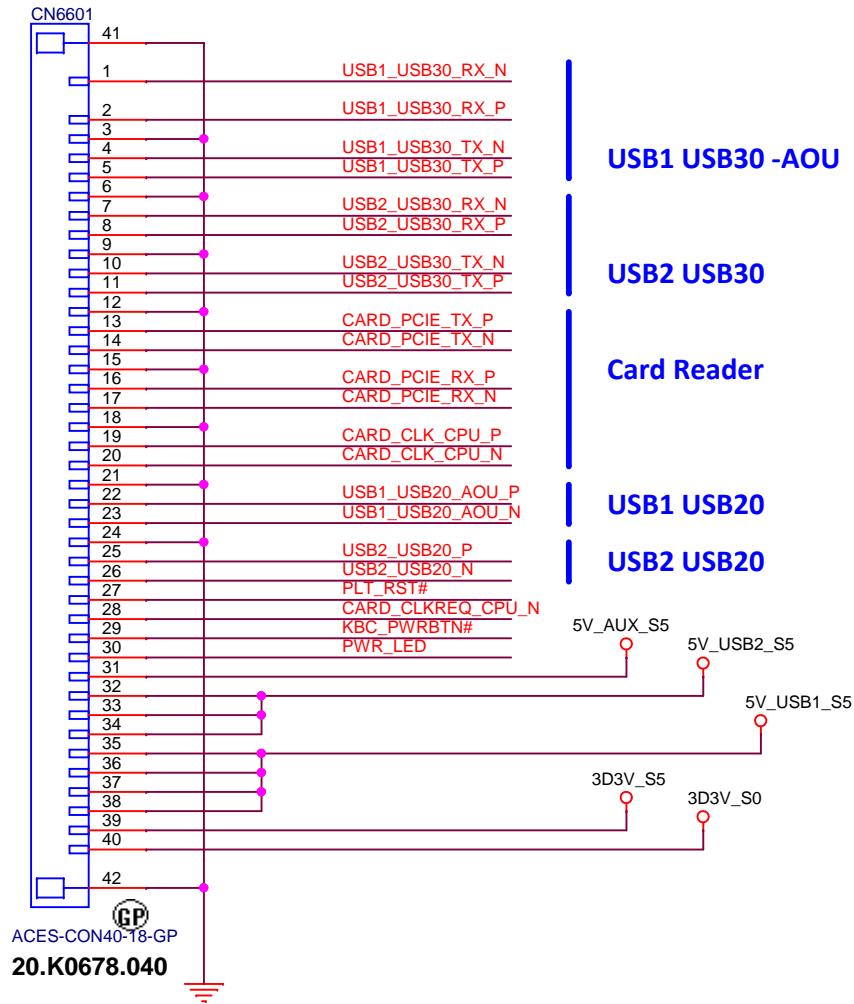 CN6601
41
1 USB1_USB30_RX_N
2 USB1_USB30_RX_P
3
4 USB1_USB30_TX_N
5 USB1_USB30_TX_P
USB1 USB30 -AOU
6
7 USB2_USB30_RX_N
8 USB2_USB30_RX_P
9
10 USB2_USB30_TX_N
11 USB2_USB30_TX_P
USB2 USB30
12
13 CARD_PCIE_TX_P
14 CARD_PCIE_TX_N
15
16 CARD_PCIE_RX_P
17 CARD_PCIE_RX_N
Card Reader
18
19 CARD_CLK_CPU_P
20 CARD_CLK_CPU_N
21
22 USB1_USB20_AOU_P
23 USB1_USB20_AOU_N
USB1 USB20
24
25 USB2_USB20_P
26 USB2_USB20_N
USB2 USB20
27 PLT_RST#
28 CARD_CLKREQ_CPU_N
29 KBC_PWRBTN#
30 PWR_LED
5V_AUX_S5
31
5V_USB2_S5
32
33
34
5V_USB1_S5
35
36
37
38
3D3V_S5
39
3D3V_S0
40
42
GP
ACES-CON40-18-GP
20.K0678.040